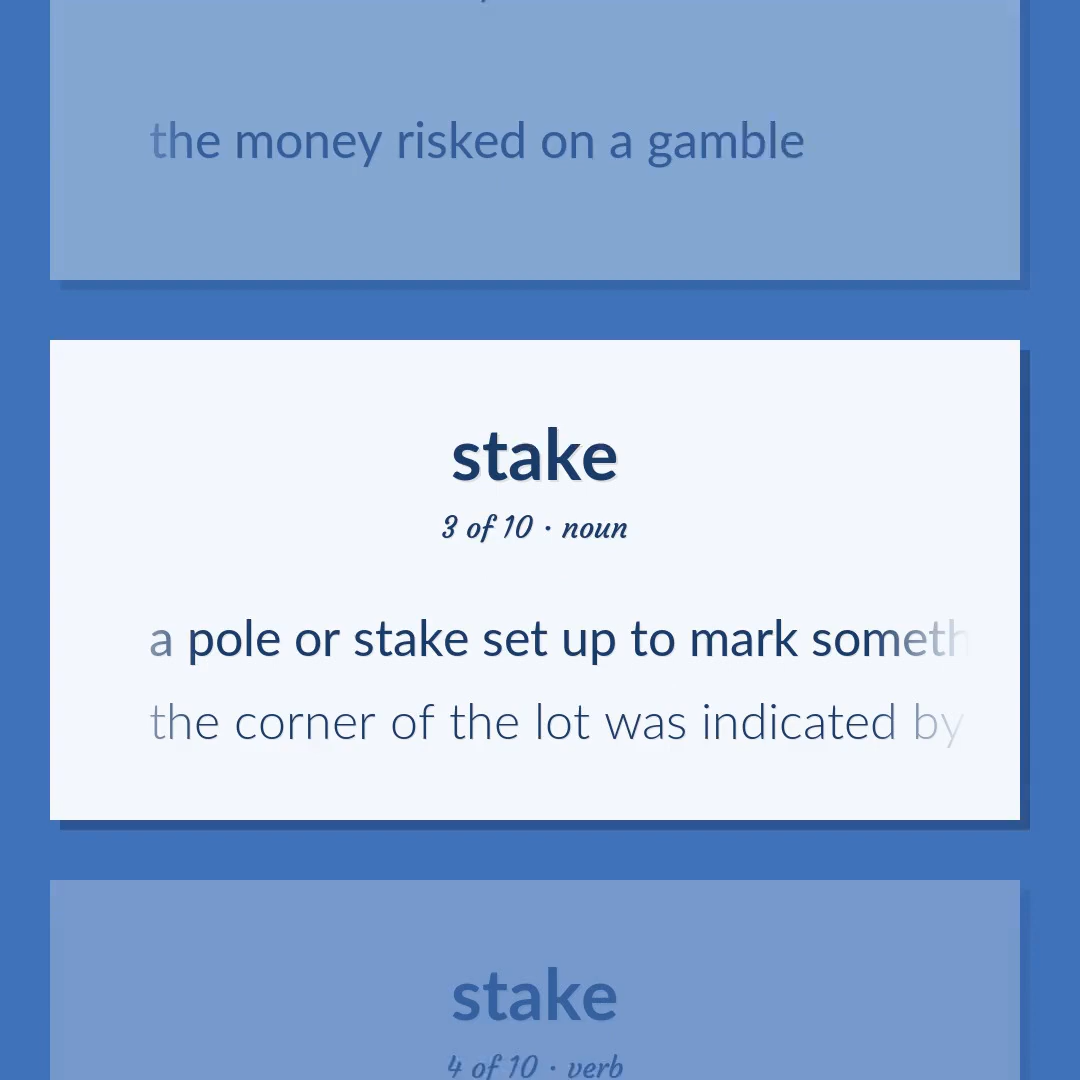 the money risked on a gamble
stake
3 of 10 · noun
a pole or stake set up to mark someth
the corner of the lot was indicated by
stake
4 of 10 · verb